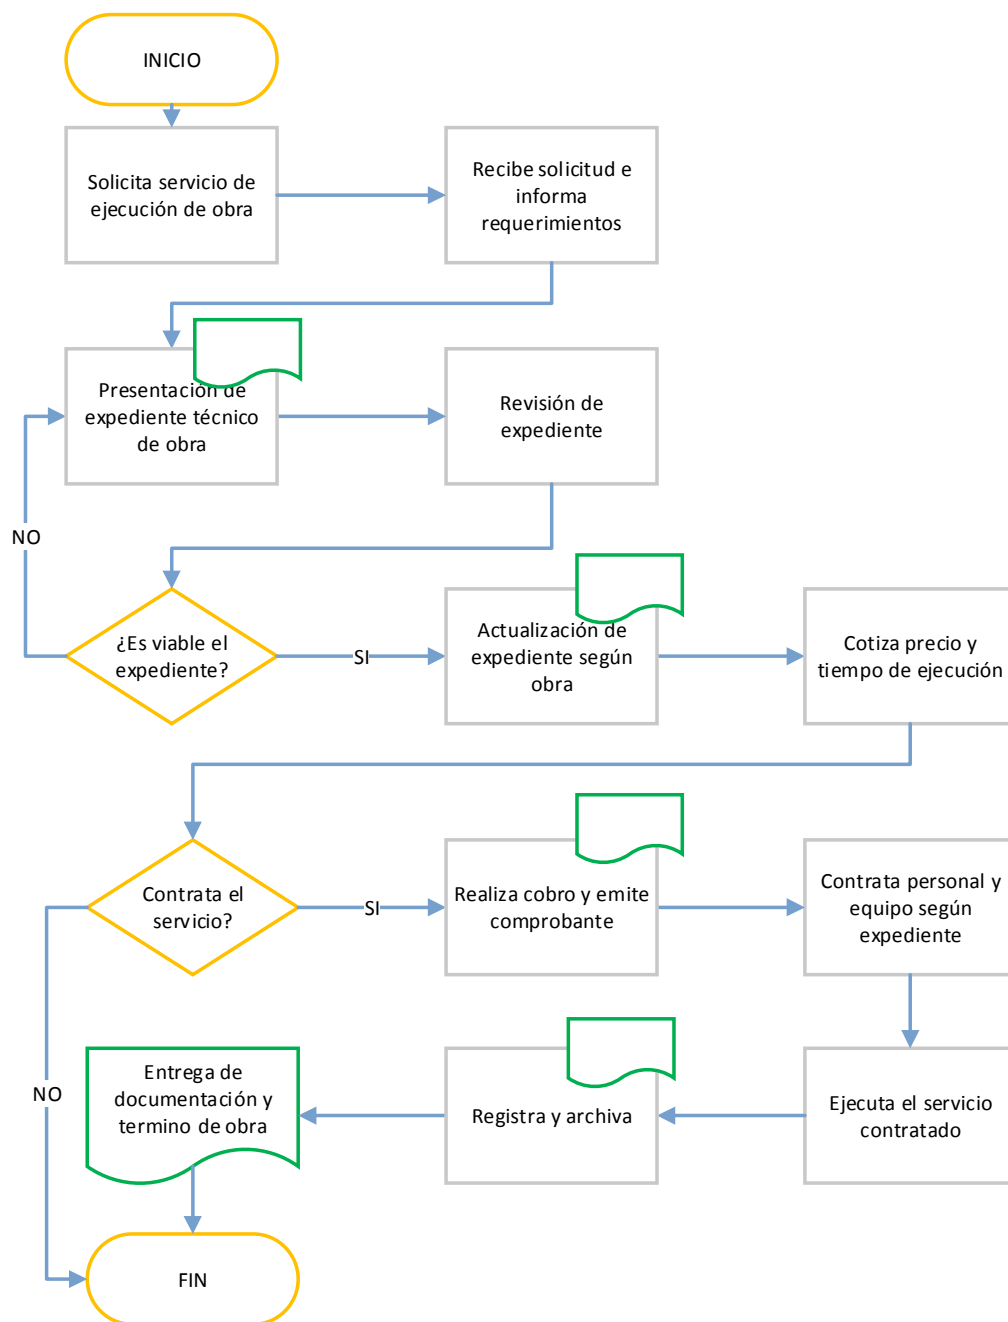 INICIO
Solicita servicio de
ejecución de obra
Recibe solicitud e
informa
requerimientos
Presentación de
expediente técnico
de obra
Revisión de
expediente
NO
¿Es viable el
expediente?
SI
Actualización de
expediente según
obra
Cotiza precio y
tiempo de ejecución
Contrata el
servicio?
SI
Realiza cobro y emite
comprobante
Contrata personal y
equipo según
expediente
NO
Entrega de
documentación y
termino de obra
Registra y archiva
Ejecuta el servicio
contratado
FIN